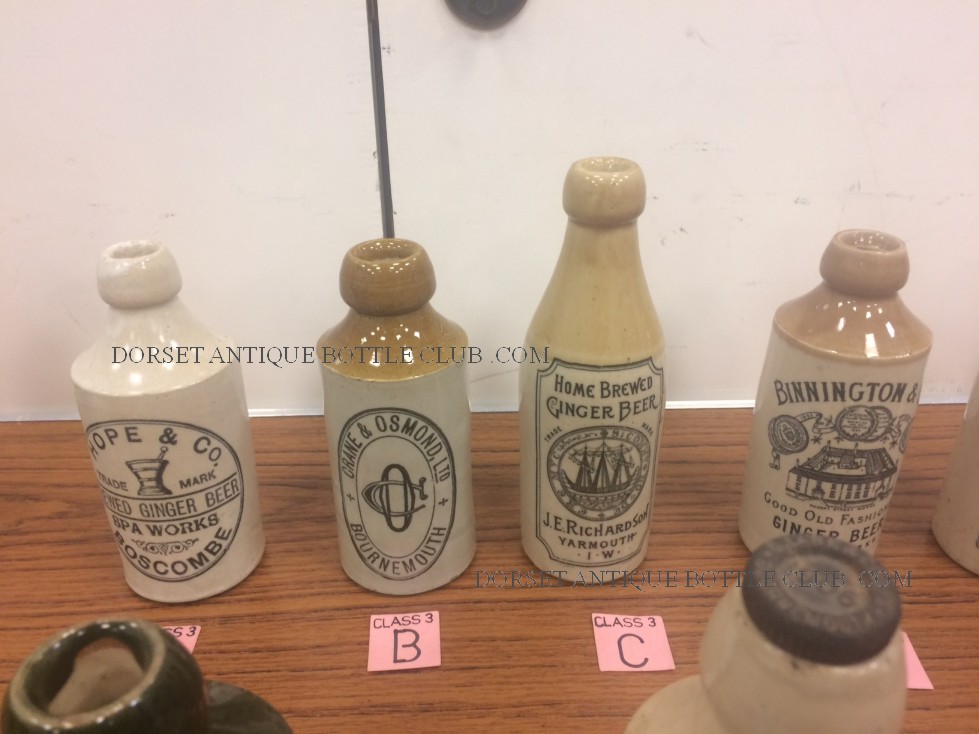 DORSET ANTIQUE BOTTLE CLUB .COM
HOPE & CO.
TRADE MARK
GINGER BEER
SPA WORKS
BOSCOMBE
CRANE & OSMOND, LTD
BOURNEMOUTH
HOME BREWED
GINGER BEER
TRADE MARK
J.E. RICHARDSON
YARMOUTH
I.W.
BINNINGTON &
GOOD OLD FASHION
GINGER BEER
DORSET ANTIQUE BOTTLE CLUB .COM
3
CLASS 3
B
CLASS 3
C